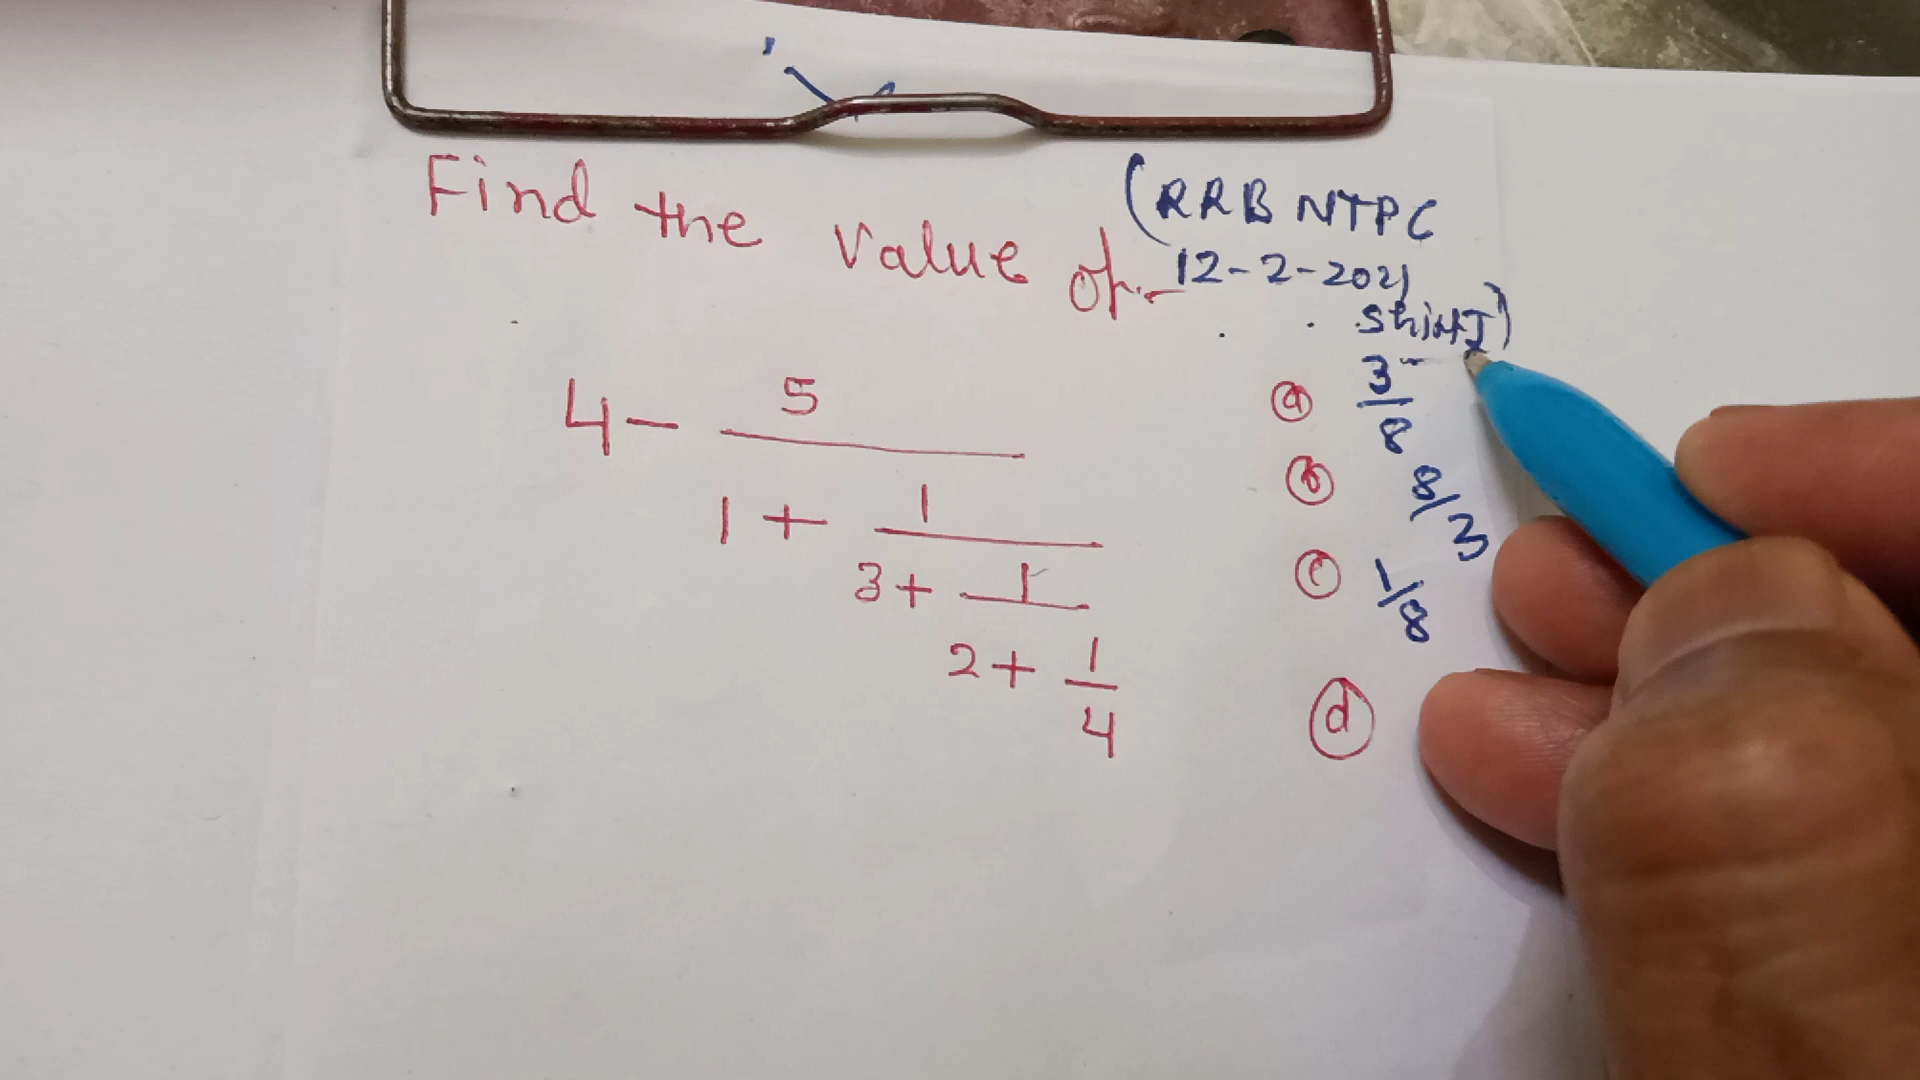 Find the value of:-
(RRB NTPC
12-2-2021
Shift I)
4 - 5
1 + 1
3 + 1
2 + 1
4
(a) 3/8
(b) 8/3
(c) 1/8
(d)